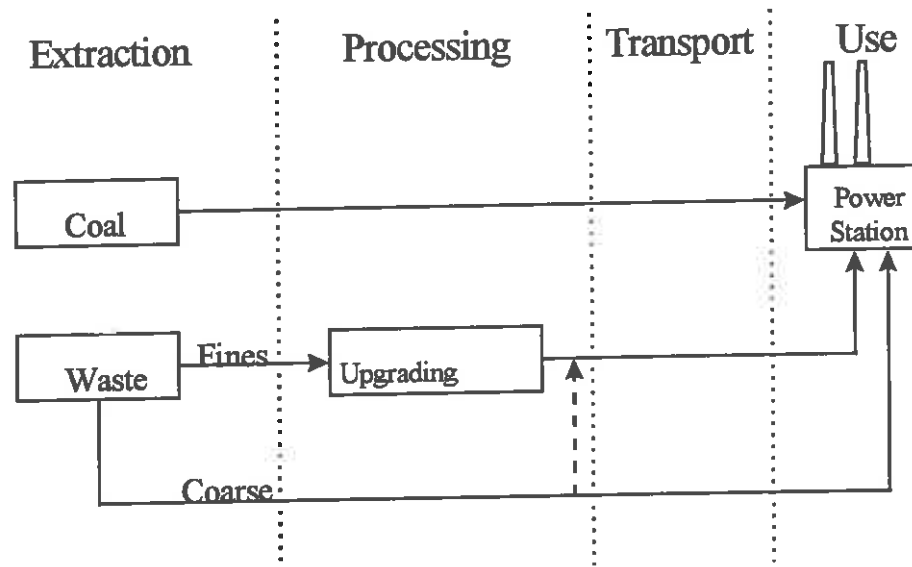 Extraction
Processing
Transport
Use
Coal
Power
Station
Waste
Fines
Upgrading
Coarse